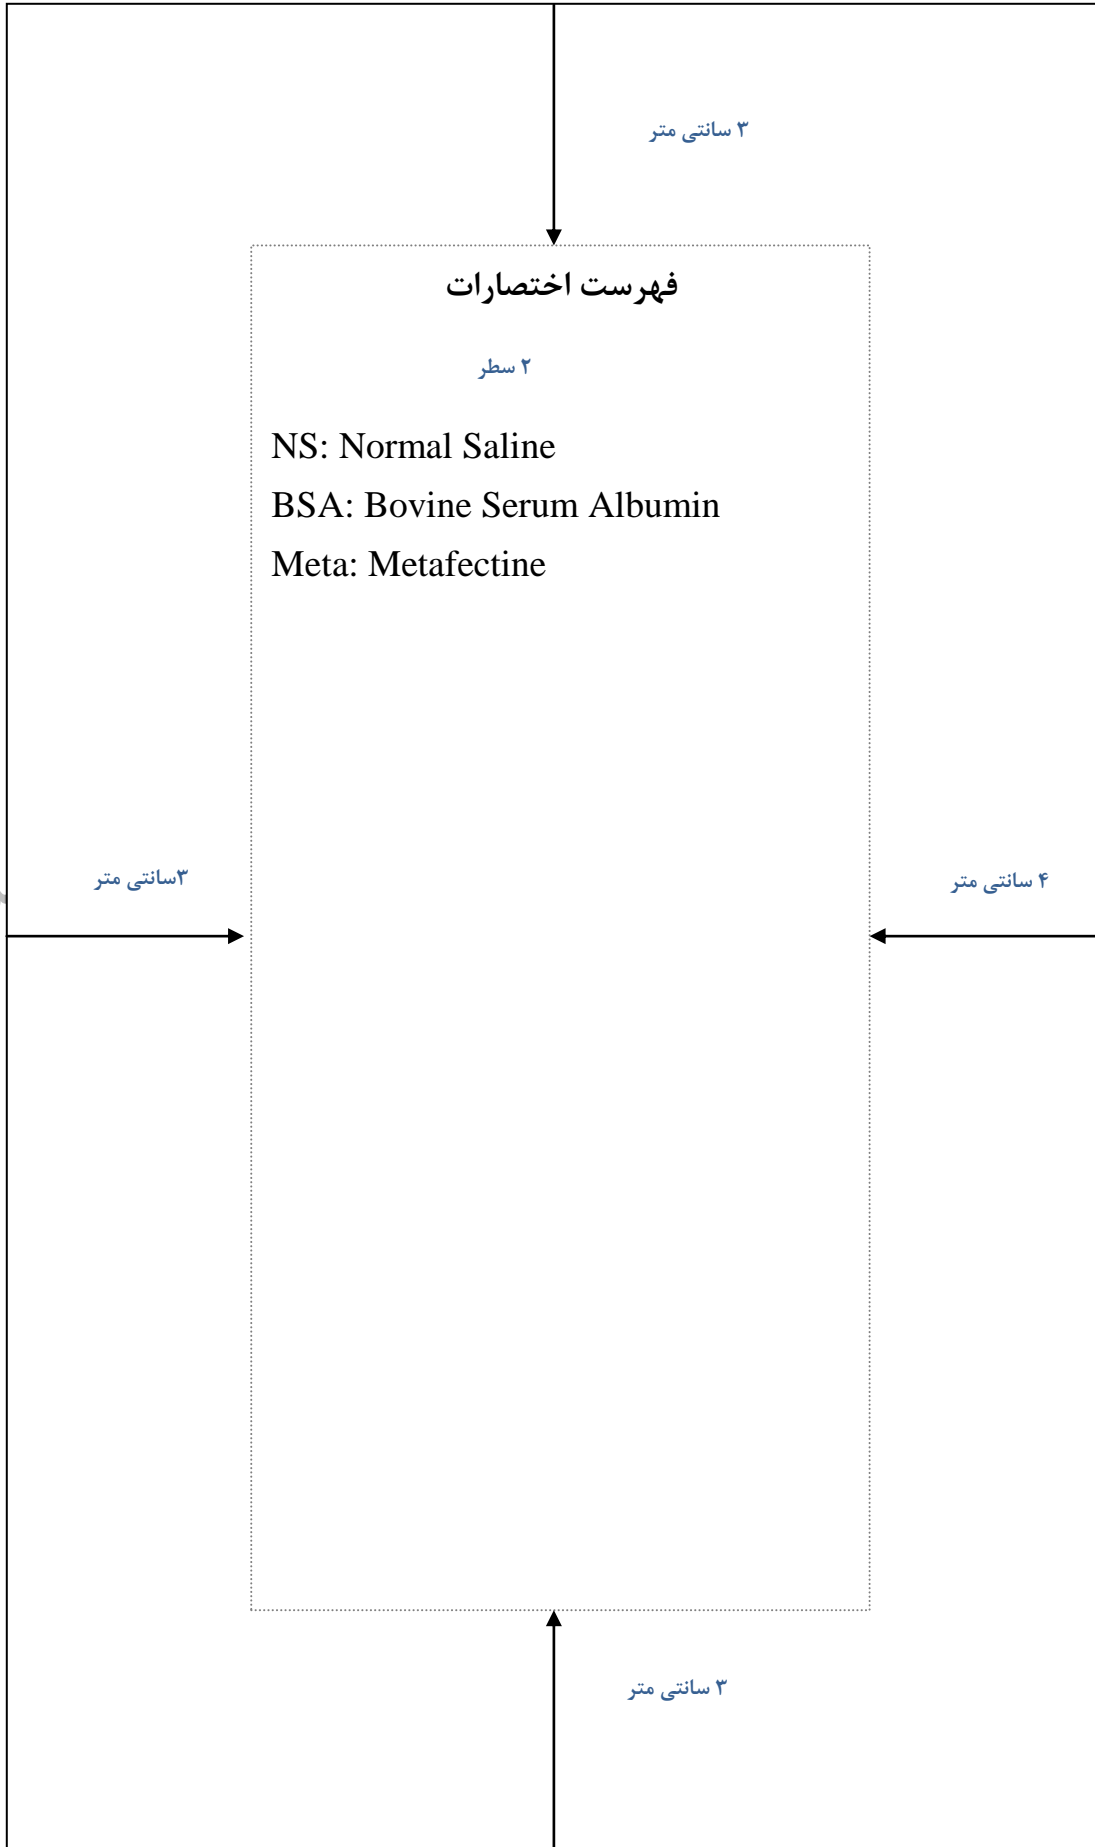 ۳ سانتی متر
فهرست اختصارات
۲ سطر
NS: Normal Saline
BSA: Bovine Serum Albumin
Meta: Metafectine
۴ سانتی متر
۳سانتی متر
۳ سانتی متر